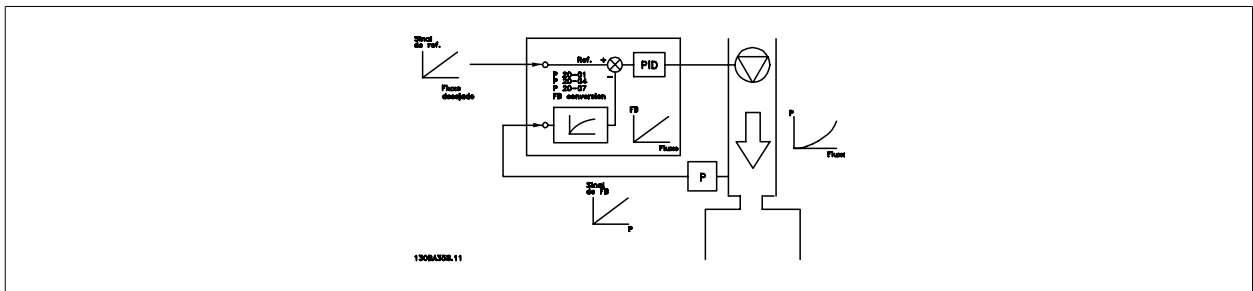 Sinal
de ref.
Fluxo
desejado
Ref.
+
-
PID
P 20-01
P 20-04
P 20-07
FB conversion
FB
Fluxo
P
Fluxo
P
Sinal
de FB
P
130BA358.11